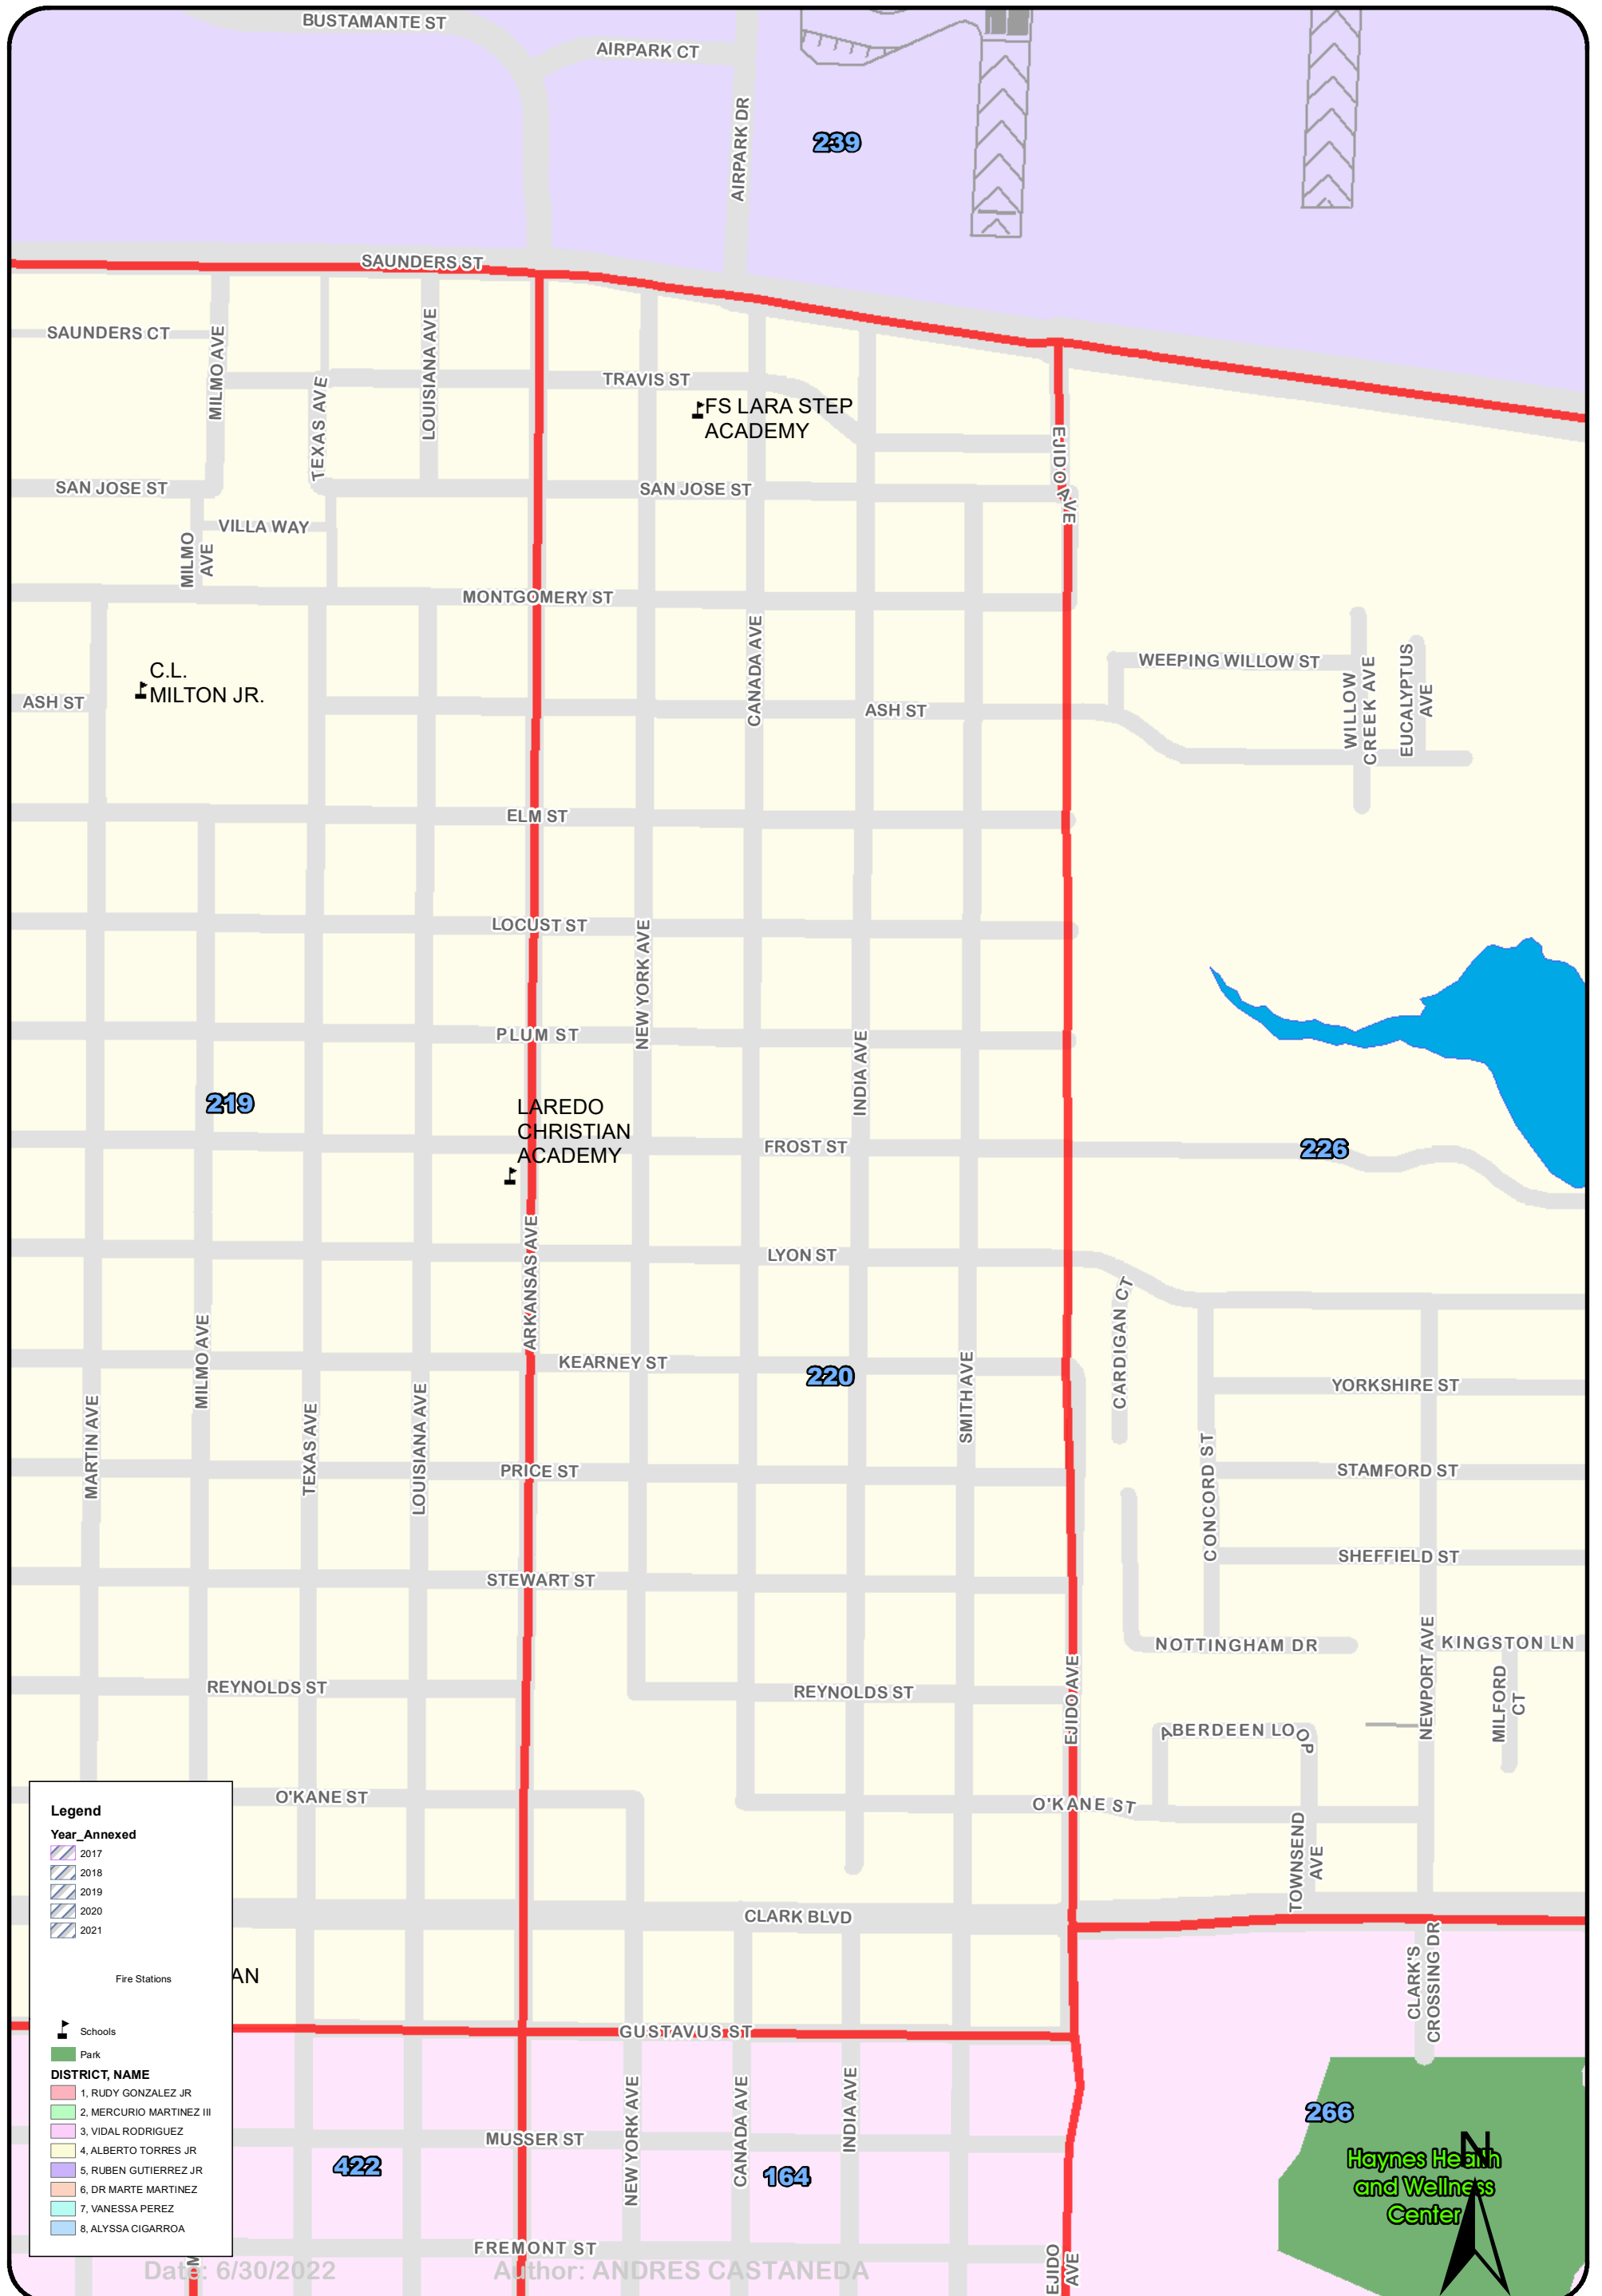 BUSTAMANTE ST
AIRPARK CT
AIRPARK DR
239
SAUNDERS ST
SAUNDERS CT
MILMO AVE
TEXAS AVE
LOUISIANA AVE
TRAVIS ST
FS LARA STEP
ACADEMY
EJIDO AVE
SAN JOSE ST
SAN JOSE ST
VILLA WAY
MILMO
AVE
MONTGOMERY ST
CANADA AVE
WEEPING WILLOW ST
WILLOW
CREEK AVE
EUCALYPTUS
AVE
C.L.
MILTON JR.
ASH ST
ASH ST
ELM ST
LOCUST ST
NEW YORK AVE
PLUM ST
INDIA AVE
219
LAREDO
CHRISTIAN
ACADEMY
FROST ST
226
ARKANSAS AVE
LYON ST
CARDIGAN CT
MILMO AVE
KEARNEY ST
220
SMITH AVE
YORKSHIRE ST
MARTIN AVE
TEXAS AVE
LOUISIANA AVE
PRICE ST
CONCORD ST
STAMFORD ST
SHEFFIELD ST
STEWART ST
NOTTINGHAM DR
NEWPORT AVE
KINGSTON LN
MILFORD
CT
REYNOLDS ST
REYNOLDS ST
EJIDO AVE
ABERDEEN LOOP
O'KANE ST
O'KANE ST
TOWNSEND
AVE
CLARK BLVD
CLARK'S
CROSSING DR
AN
GUSTAVUS ST
NEW YORK AVE
CANADA AVE
INDIA AVE
MUSSER ST
422
164
266
Haynes Health
and Wellness
Center
N
FREMONT ST
EJIDO
AVE
M
Legend
Year_Annexed
2017
2018
2019
2020
2021
Fire Stations
Schools
Park
DISTRICT, NAME
1, RUDY GONZALEZ JR
2, MERCURIO MARTINEZ III
3, VIDAL RODRIGUEZ
4, ALBERTO TORRES JR
5, RUBEN GUTIERREZ JR
6, DR MARTE MARTINEZ
7, VANESSA PEREZ
8, ALYSSA CIGARROA
Date: 6/30/2022
Author: ANDRES CASTANEDA